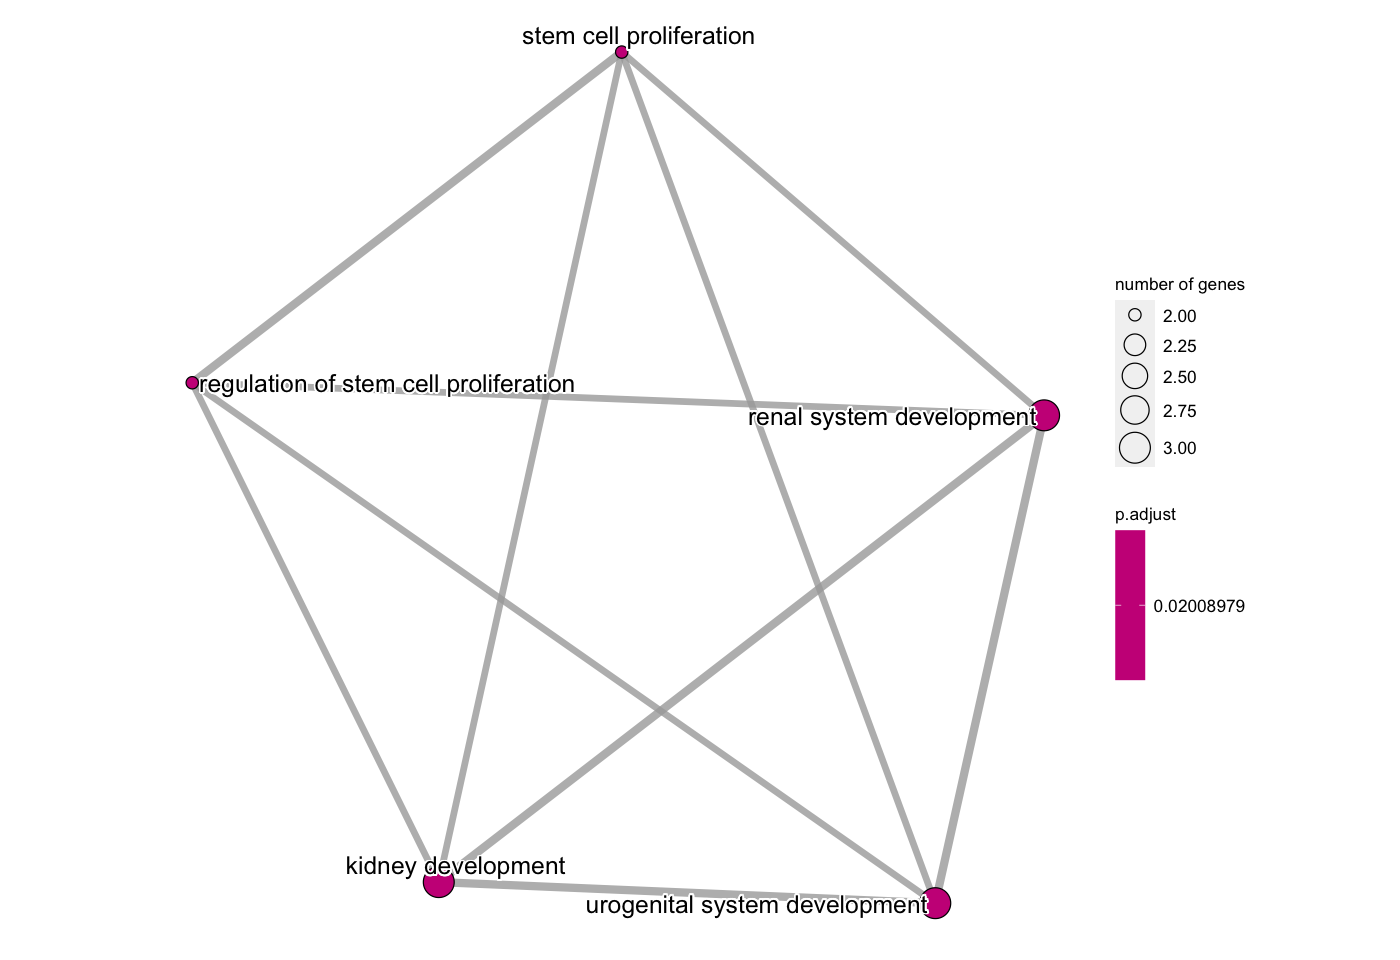 stem cell proliferation
regulation of stem cell proliferation
renal system development
kidney development
urogenital system development
number of genes
2.00
2.25
2.50
2.75
3.00
p.adjust
0.02008979